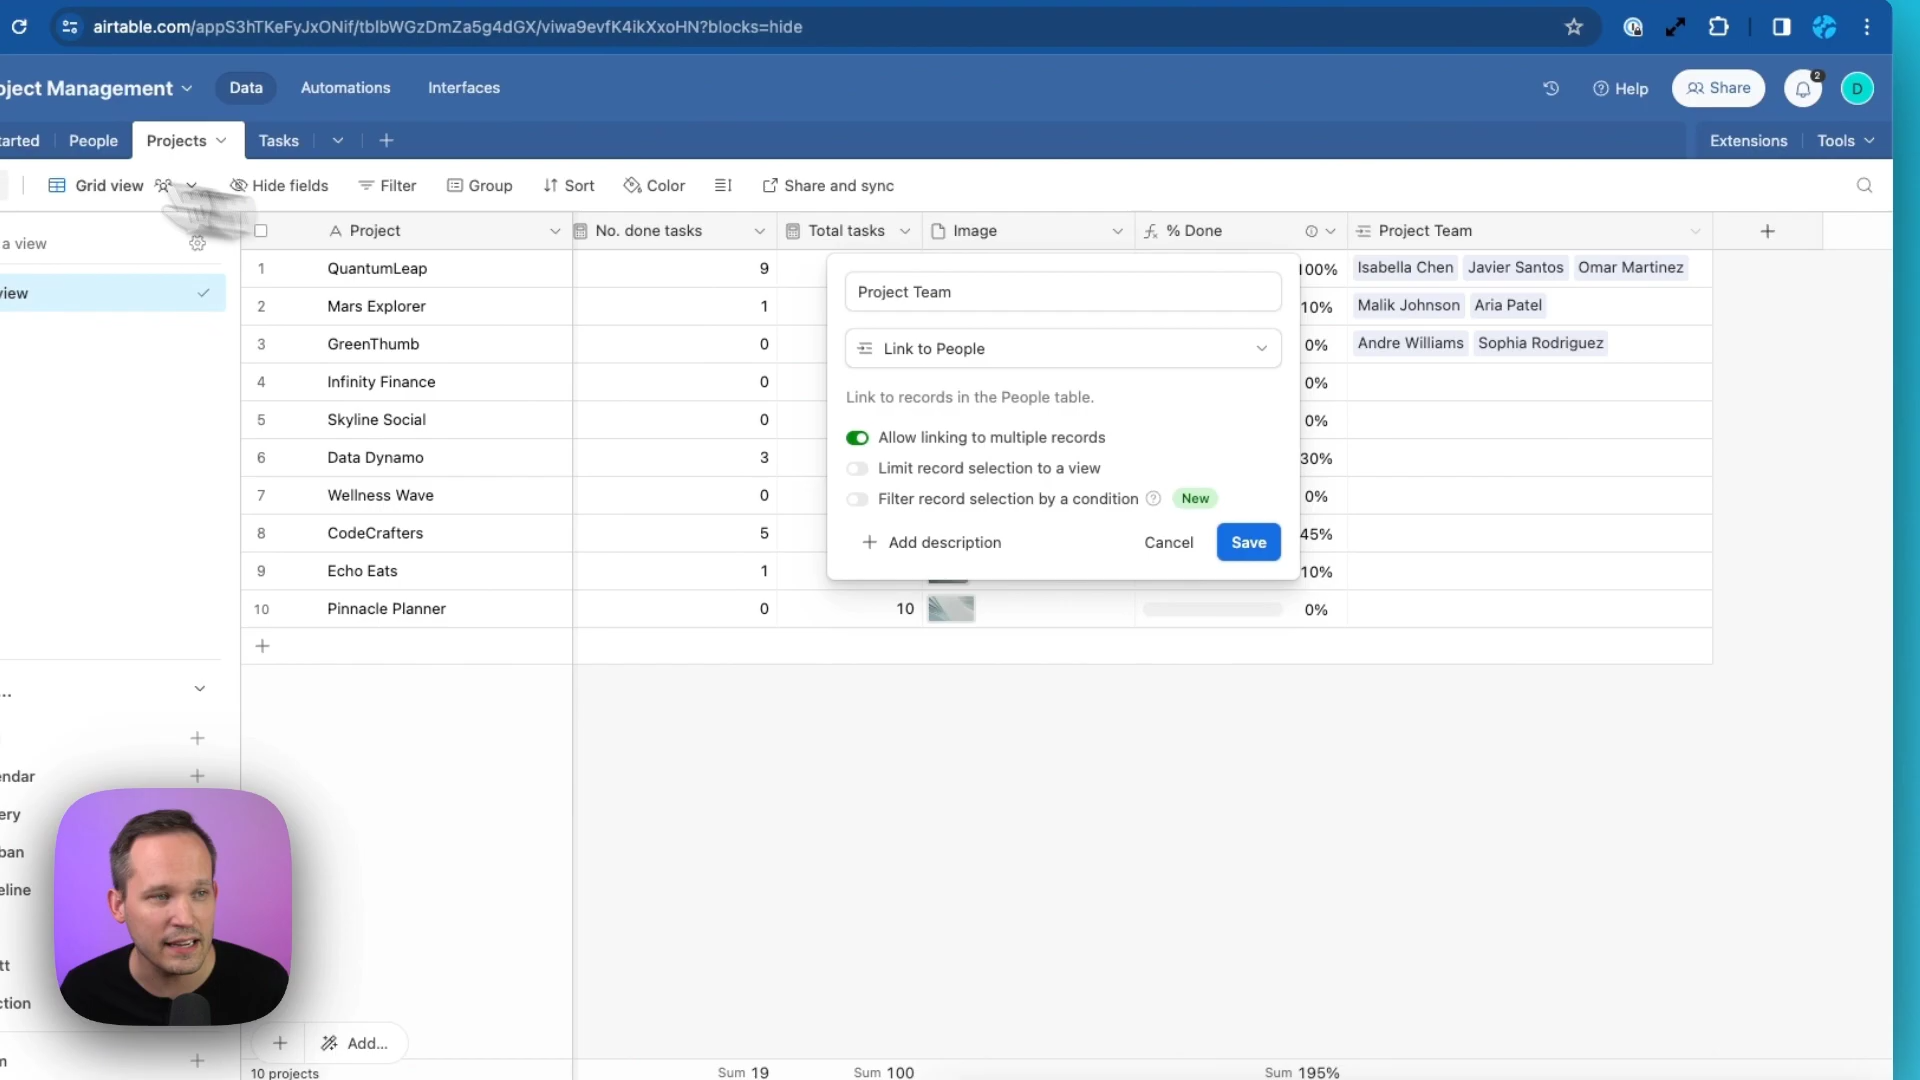 airtable.com/appS3hTKeFyJxONif/tblbWGzDmZa5g4dGX/viwa9evfK4ikXxoHN?blocks=hide
oject Management
Data
Automations
Interfaces
Help
Share
2
D
tarted
People
Projects
Tasks
Extensions
Tools
Grid view
Hide fields
Filter
Group
Sort
Color
Share and sync
a view
view
Project
No. done tasks
Total tasks
Image
% Done
Project Team
1 QuantumLeap 9 100% Isabella Chen Javier Santos Omar Martinez
2 Mars Explorer 1 10% Malik Johnson Aria Patel
3 GreenThumb 0 0% Andre Williams Sophia Rodriguez
4 Infinity Finance 0 0%
5 Skyline Social 0 0%
6 Data Dynamo 3 30%
7 Wellness Wave 0 0%
8 CodeCrafters 5 45%
9 Echo Eats 1 10%
10 Pinnacle Planner 0 10 0%
Project Team
Link to People
Link to records in the People table.
Allow linking to multiple records
Limit record selection to a view
Filter record selection by a condition New
Add description
Cancel
Save
...
endar
ery
ban
eline
tt
ction
m
Add...
10 projects
Sum 19
Sum 100
Sum 195%